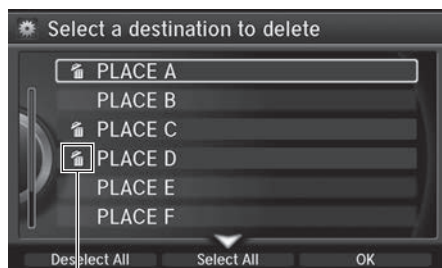 Select a destination to delete
PLACE A
PLACE B
PLACE C
PLACE D
PLACE E
PLACE F
Deselect All Select All OK